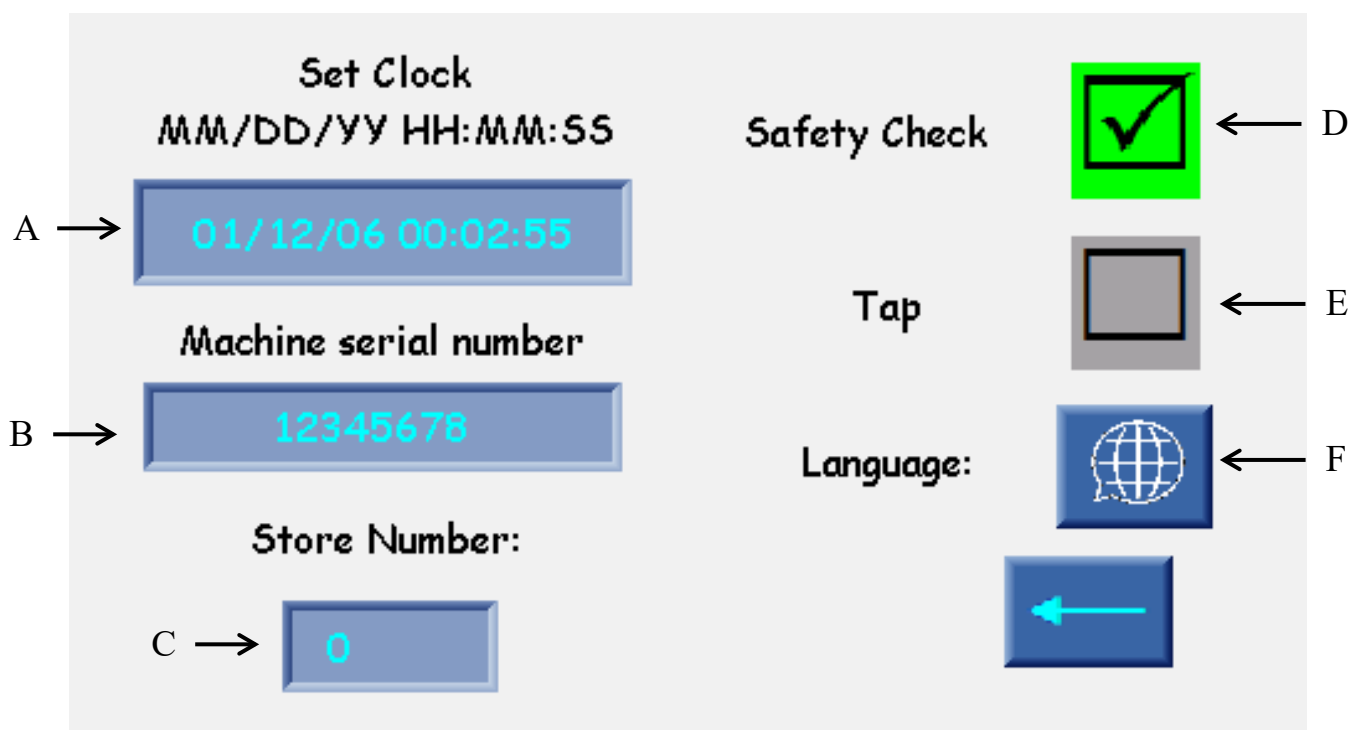 Set Clock
MM/DD/YY HH:MM:SS
A
01/12/06 00:02:55
Machine serial number
B
12345678
Store Number:
C
0
Safety Check
D
Tap
E
Language:
F